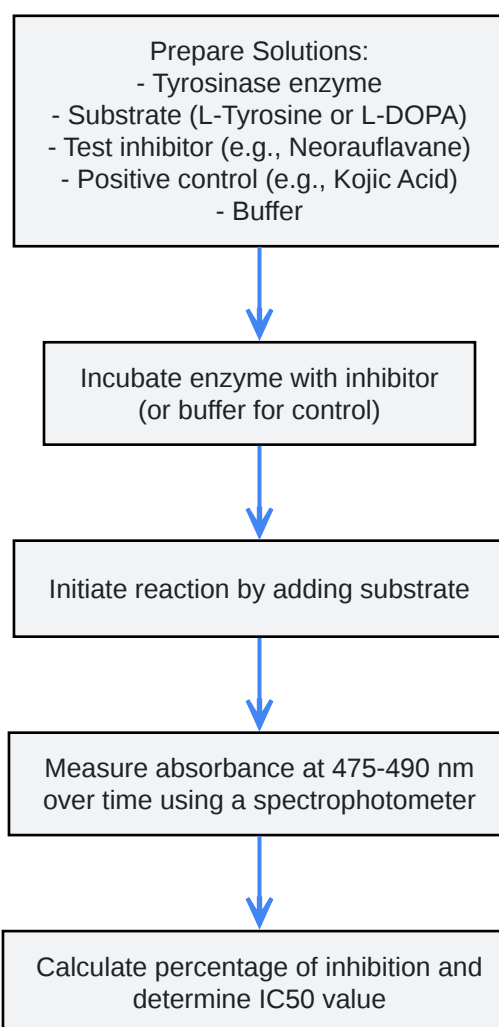 Prepare Solutions:
- Tyrosinase enzyme
- Substrate (L-Tyrosine or L-DOPA)
- Test inhibitor (e.g., Neorauflavane)
- Positive control (e.g., Kojic Acid)
- Buffer
Incubate enzyme with inhibitor
(or buffer for control)
Initiate reaction by adding substrate
Measure absorbance at 475-490 nm
over time using a spectrophotometer
Calculate percentage of inhibition and
determine IC50 value